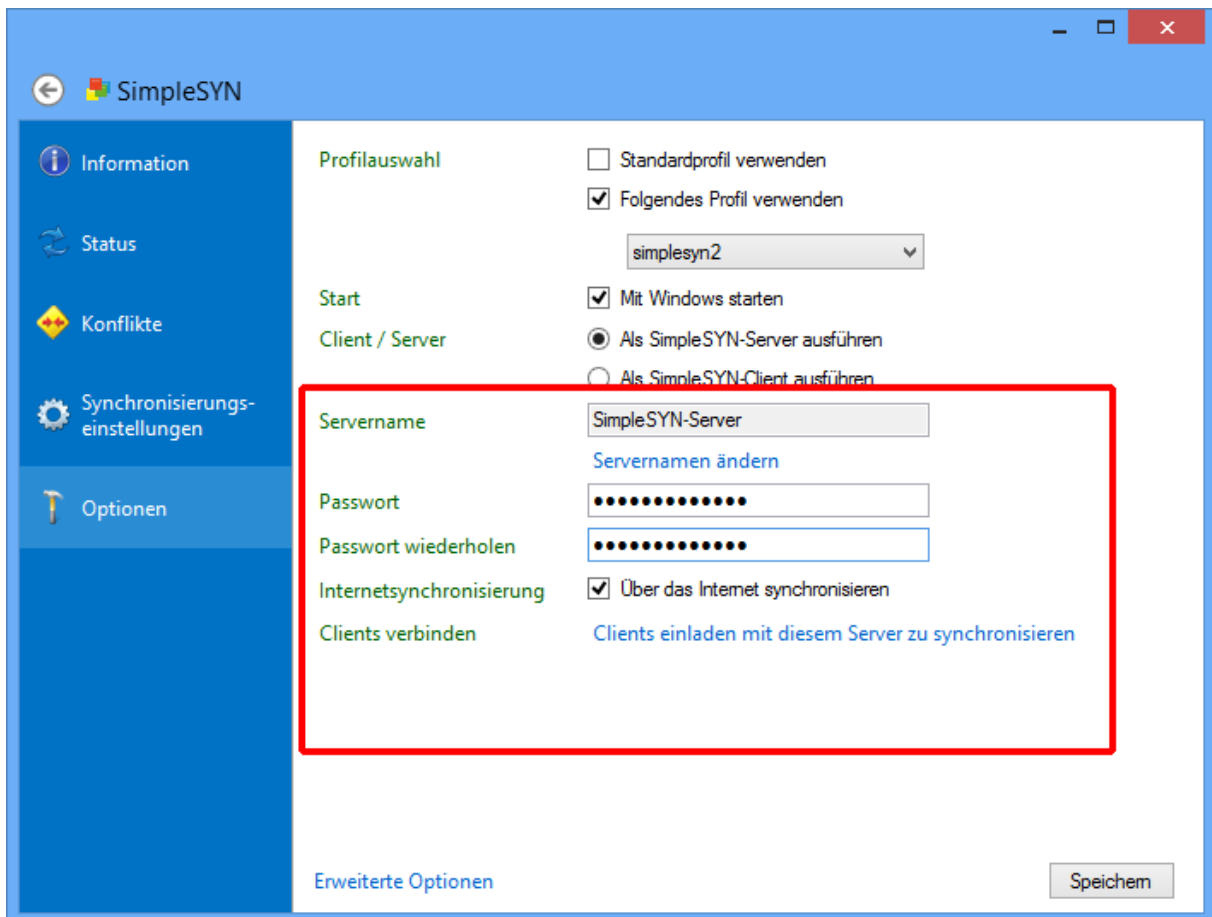 SimpleSYN
Information
Status
Konflikte
Synchronisierungs-
einstellungen
Optionen
Profilauswahl
Standardprofil verwenden
Folgendes Profil verwenden
simplesyn2
Start
Mit Windows starten
Client / Server
Als SimpleSYN-Server ausführen
Als SimpleSYN-Client ausführen
Servername
SimpleSYN-Server
Servernamen ändern
Passwort
●●●●●●●●●●●●●
Passwort wiederholen
●●●●●●●●●●●●●
Internetsynchronisierung
Über das Internet synchronisieren
Clients verbinden
Clients einladen mit diesem Server zu synchronisieren
Erweiterte Optionen
Speichern